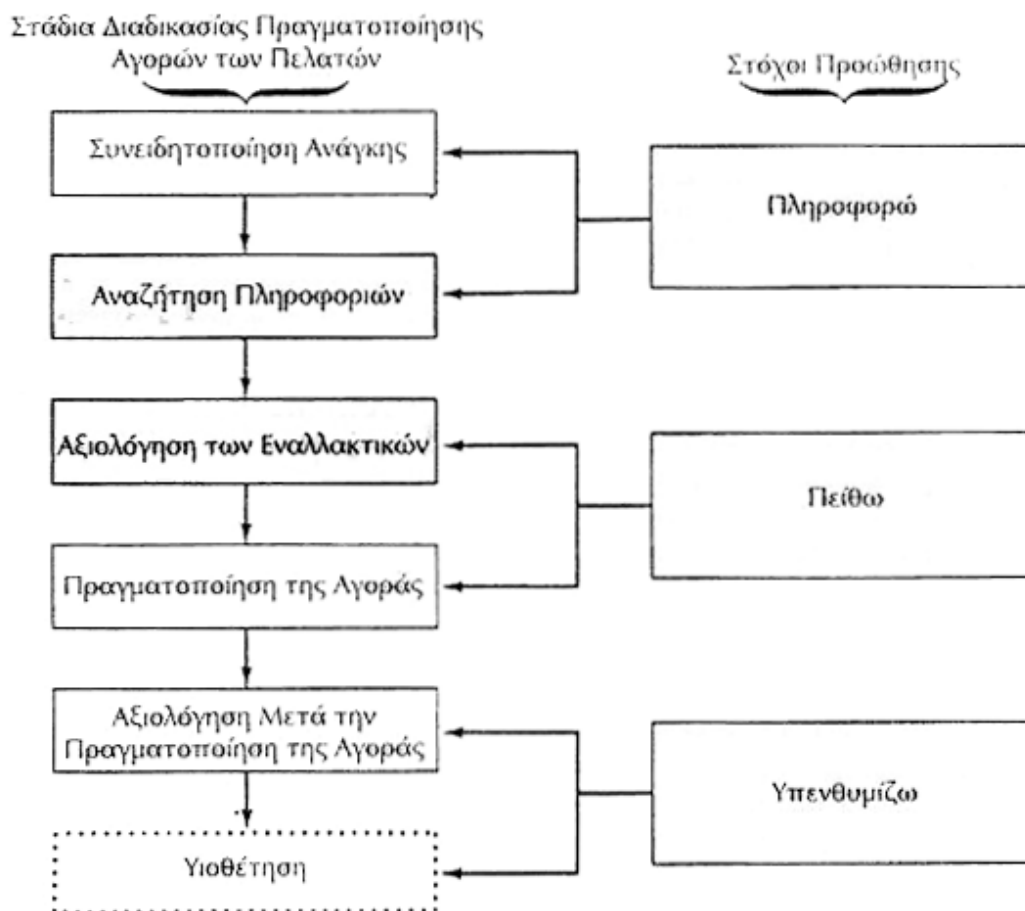 Στάδια Διαδικασίας Πραγματοποίησης
Αγορών των Πελατών
Στόχοι Προώθησης
Συνειδητοποίηση Ανάγκης
Πληροφορώ
Αναζήτηση Πληροφοριών
Αξιολόγηση των Εναλλακτικών
Πείθω
Πραγματοποίηση της Αγοράς
Αξιολόγηση Μετά την
Πραγματοποίηση της Αγοράς
Υπενθυμίζω
Υιοθέτηση